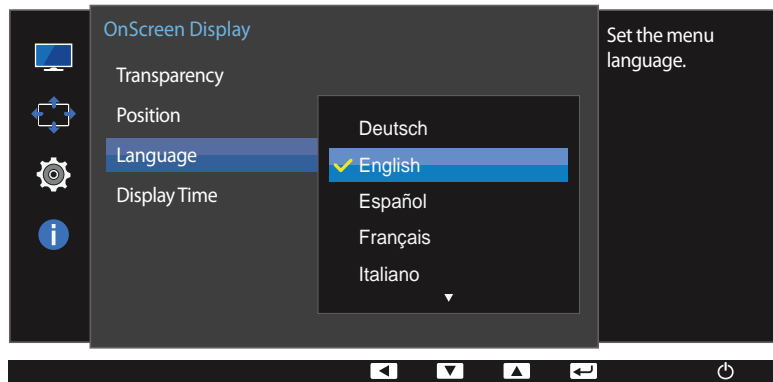 OnScreen Display
Transparency
Position
Language
Display Time
Deutsch
English
Español
Français
Italiano
Set the menu
language.